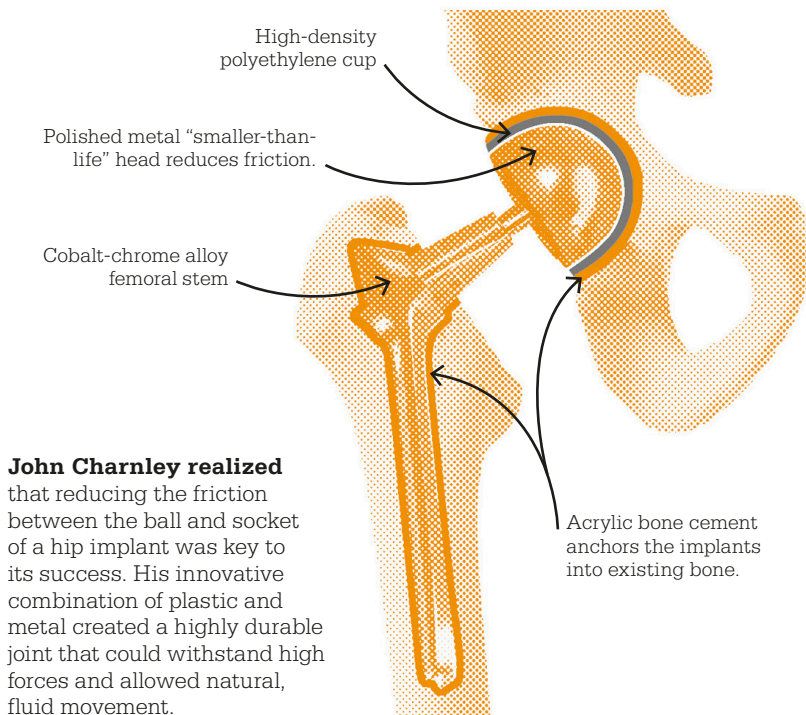 High-density
polyethylene cup
Polished metal “smaller-than-
life” head reduces friction.
Cobalt-chrome alloy
femoral stem
John Charnley realized
that reducing the friction
between the ball and socket
of a hip implant was key to
its success. His innovative
combination of plastic and
metal created a highly durable
joint that could withstand high
forces and allowed natural,
fluid movement.
Acrylic bone cement
anchors the implants
into existing bone.